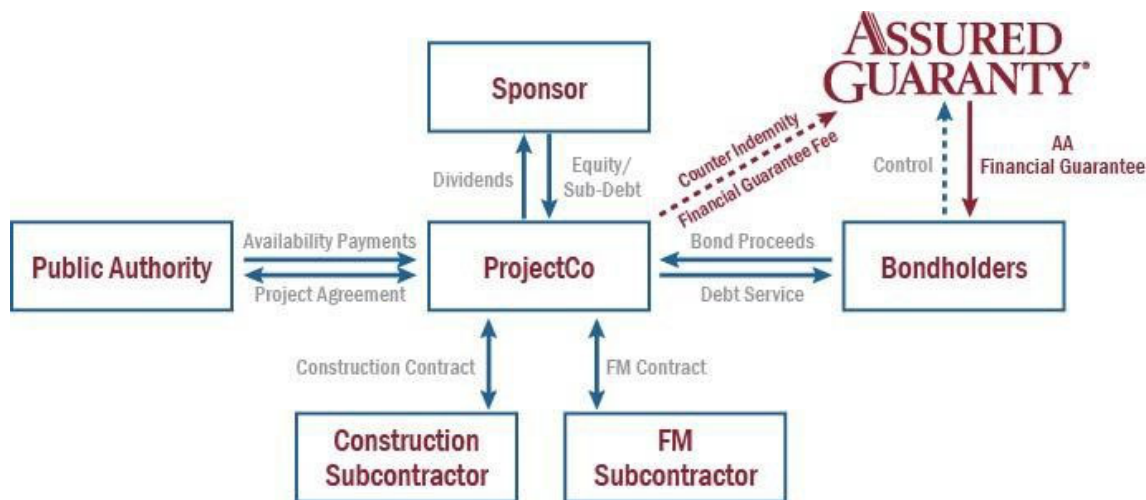 ASSURED
GUARANTY®
Sponsor
Counter Indemnity
Financial Guarantee Fee
Dividends
Equity/
Sub-Debt
Control
AA
Financial Guarantee
Public Authority
Availability Payments
Project Agreement
ProjectCo
Bond Proceeds
Debt Service
Bondholders
Construction Contract
FM Contract
Construction
Subcontractor
FM
Subcontractor